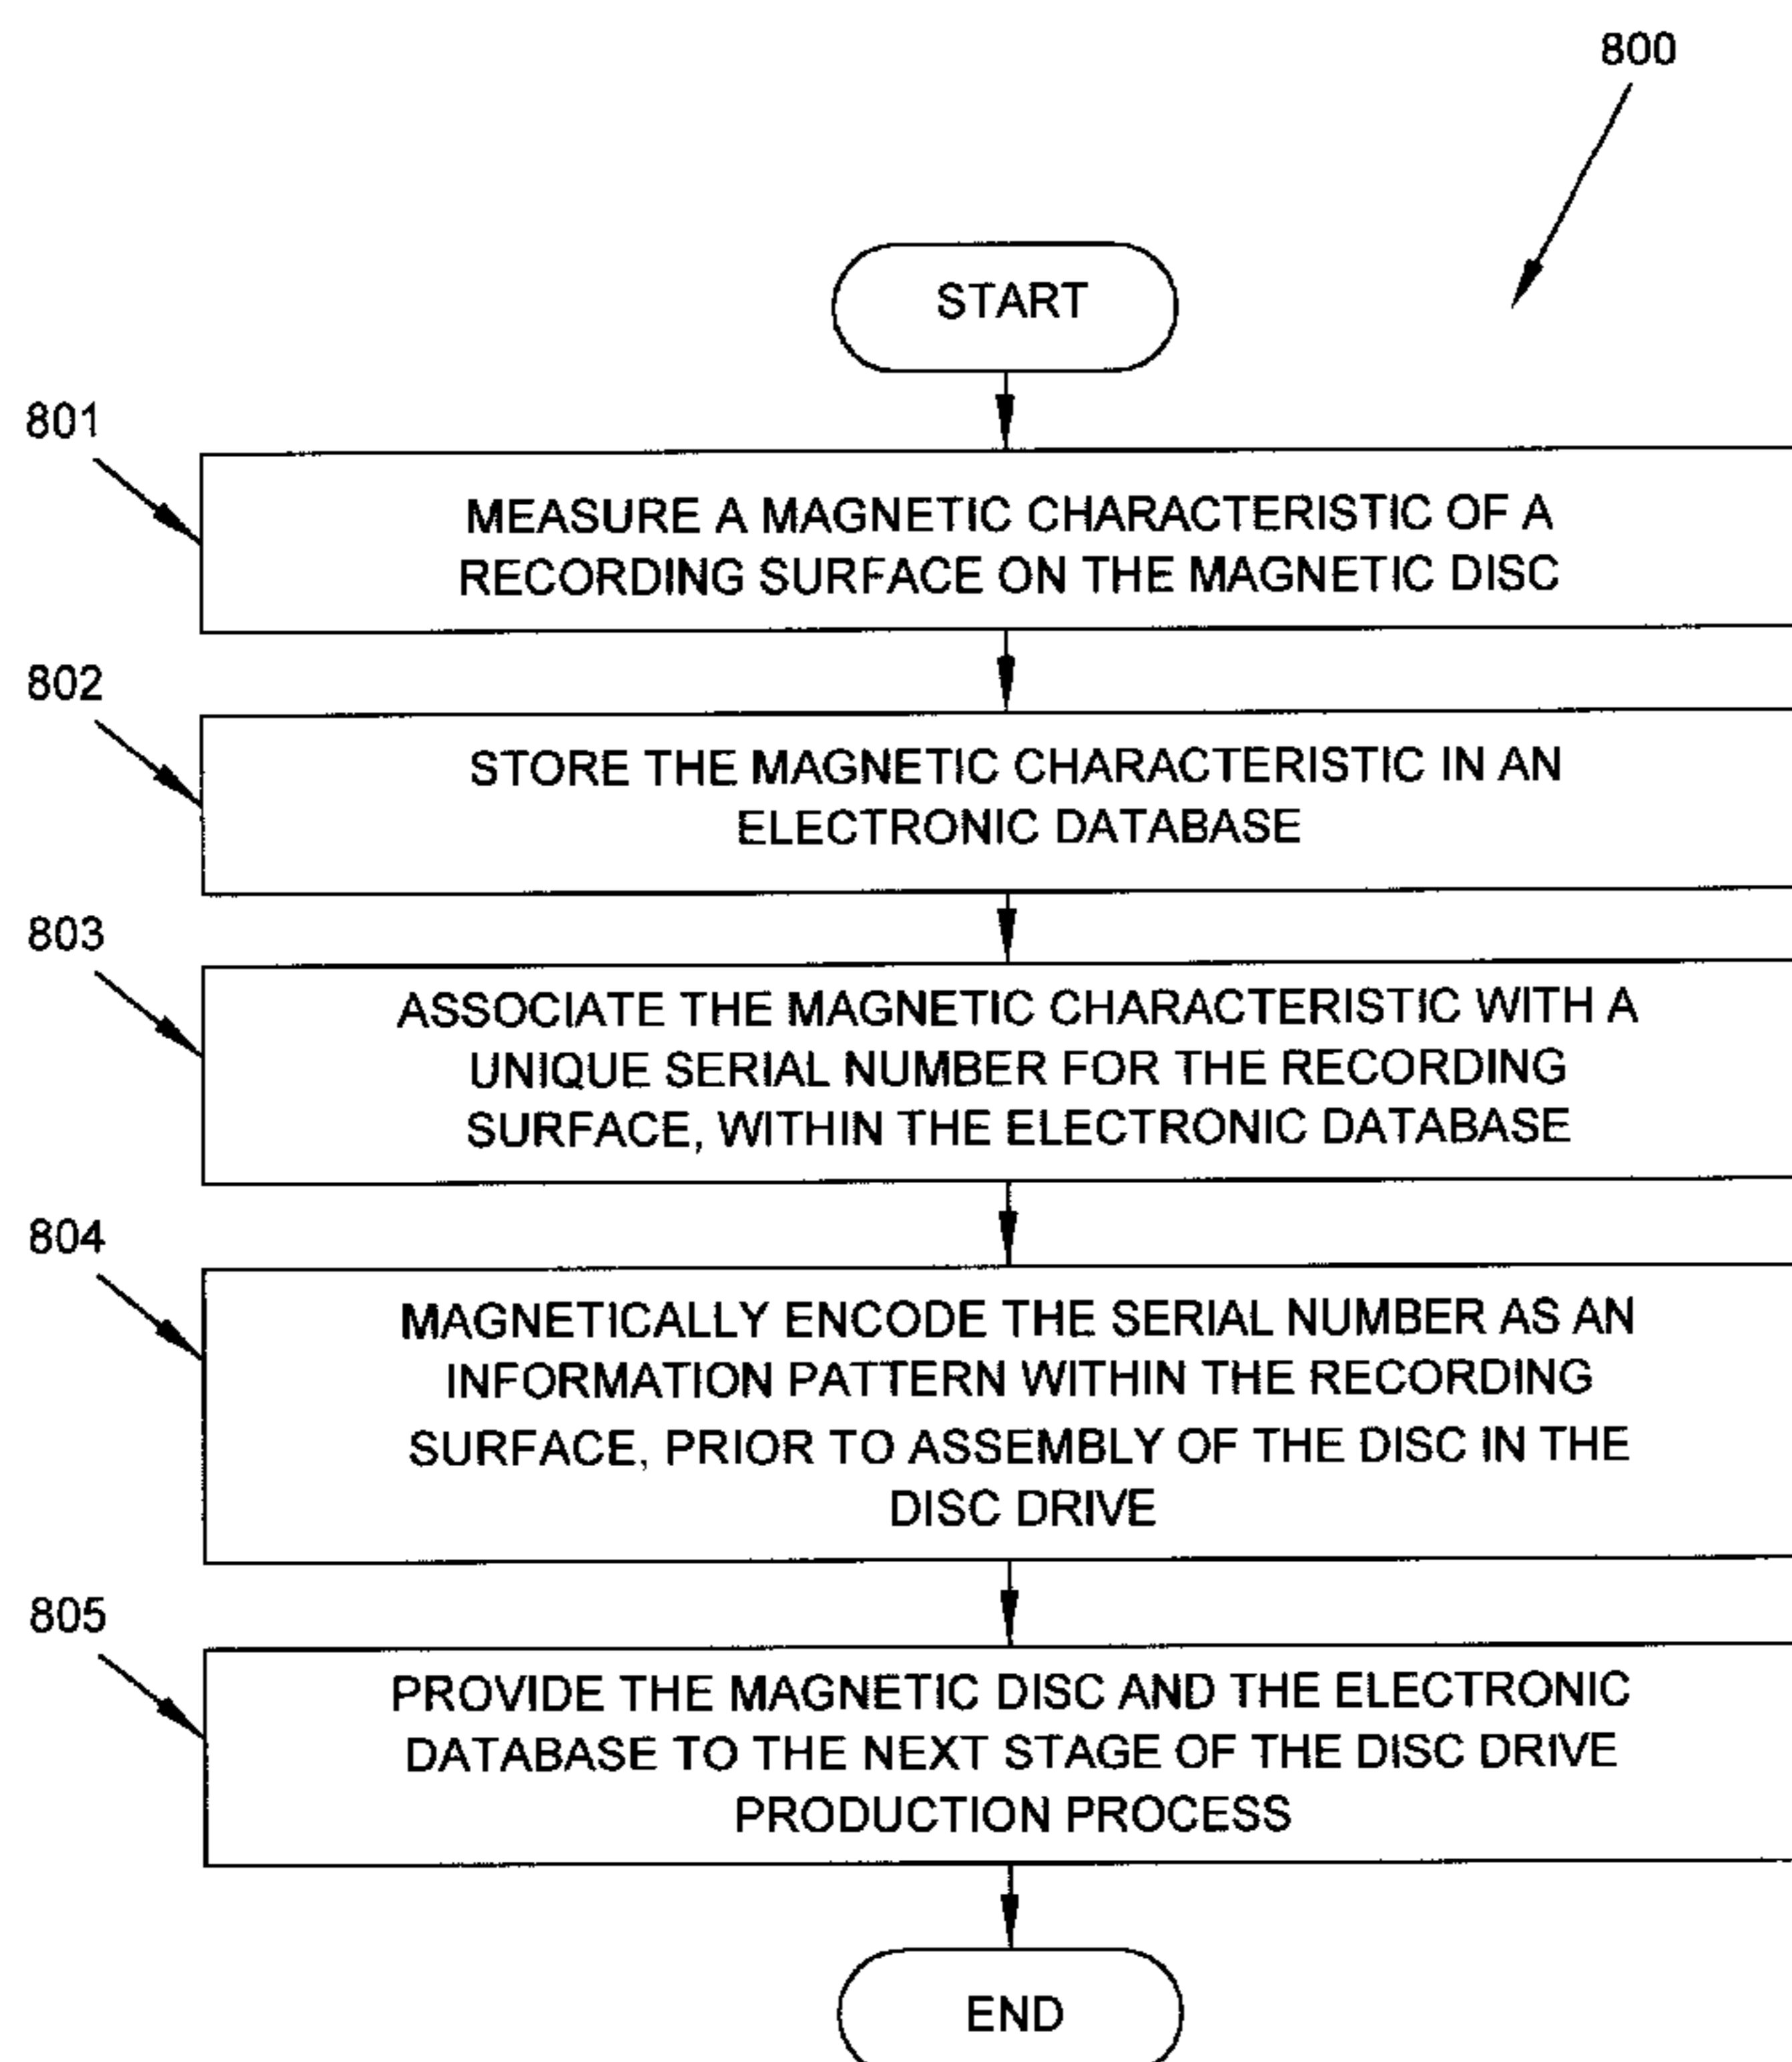 800
START
801
MEASURE A MAGNETIC CHARACTERISTIC OF A
RECORDING SURFACE ON THE MAGNETIC DISC
802
STORE THE MAGNETIC CHARACTERISTIC IN AN
ELECTRONIC DATABASE
803
ASSOCIATE THE MAGNETIC CHARACTERISTIC WITH A
UNIQUE SERIAL NUMBER FOR THE RECORDING
SURFACE, WITHIN THE ELECTRONIC DATABASE
804
MAGNETICALLY ENCODE THE SERIAL NUMBER AS AN
INFORMATION PATTERN WITHIN THE RECORDING
SURFACE, PRIOR TO ASSEMBLY OF THE DISC IN THE
DISC DRIVE
805
PROVIDE THE MAGNETIC DISC AND THE ELECTRONIC
DATABASE TO THE NEXT STAGE OF THE DISC DRIVE
PRODUCTION PROCESS
END